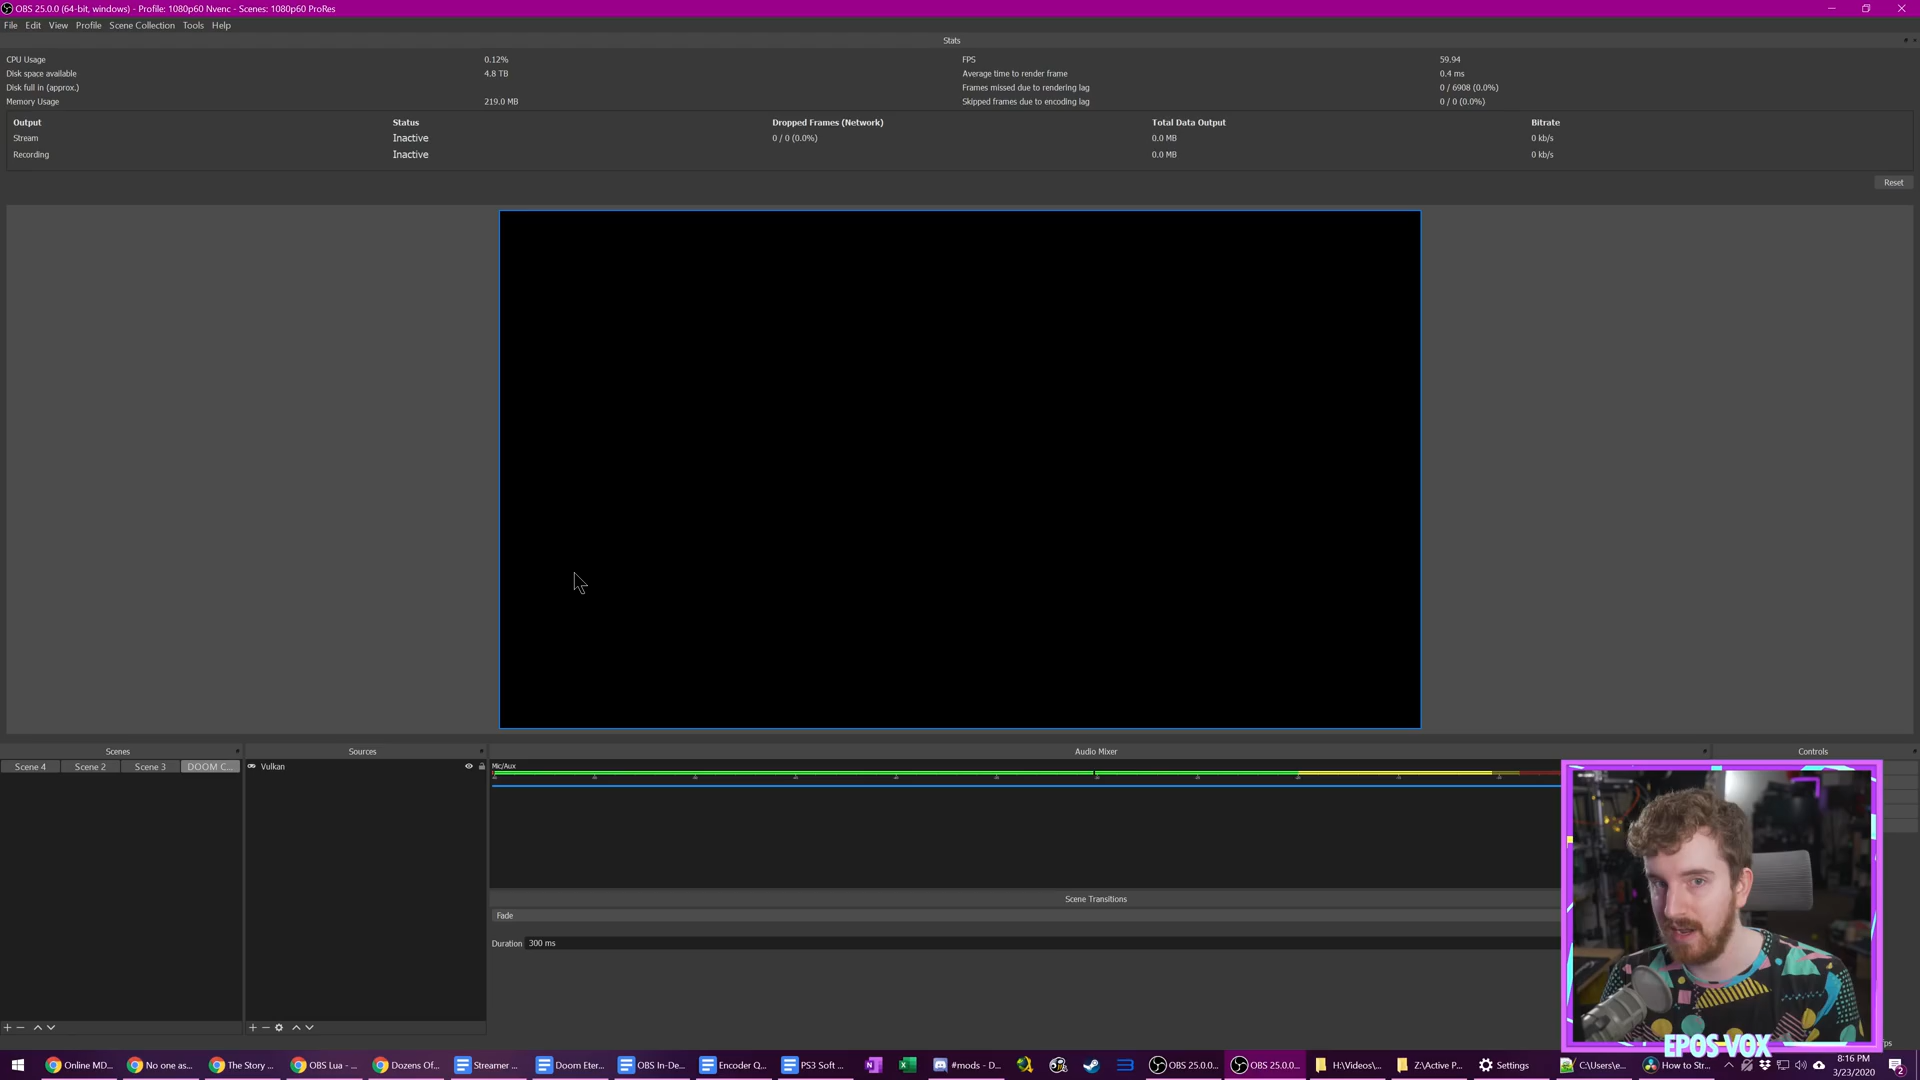 OBS 25.0.0 (64-bit, windows) - Profile: 1080p60 Nvenc - Scenes: 1080p60 ProRes
File Edit View Profile Scene Collection Tools Help
Stats
CPU Usage 0.12% FPS 59.94
Disk space available 4.8 TB Average time to render frame 0.4 ms
Disk full in (approx.) Frames missed due to rendering lag 0 / 6908 (0.0%)
Memory Usage 219.0 MB Skipped frames due to encoding lag 0 / 0 (0.0%)
Output Status Dropped Frames (Network) Total Data Output Bitrate
Stream Inactive 0 / 0 (0.0%) 0.0 MB 0 kb/s
Recording Inactive 0.0 MB 0 kb/s
Reset
Scenes Sources Audio Mixer Controls
Scene 4 Scene 2 Scene 3 DOOM C... Vulkan Mic/Aux
Scene Transitions
Fade
Duration 300 ms
EPOS VOX
Online MD... No one as... The Story ... OBS Lua - ... Dozens Of... Streamer ... Doom Eter... OBS In-De... Encoder Q... PS3 Soft ... #mods - D... OBS 25.0.0... OBS 25.0.0... H:\Videos\... Z:\Active P... Settings C:\Users\e... How to Str... 8:16 PM
3/23/2020 2